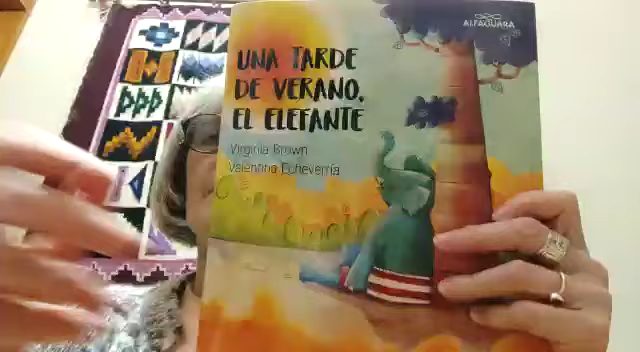 ALFAGUARA
UNA TARDE
DE VERANO,
EL ELEFANTE
Virginia Brown
Valentina Echeverría